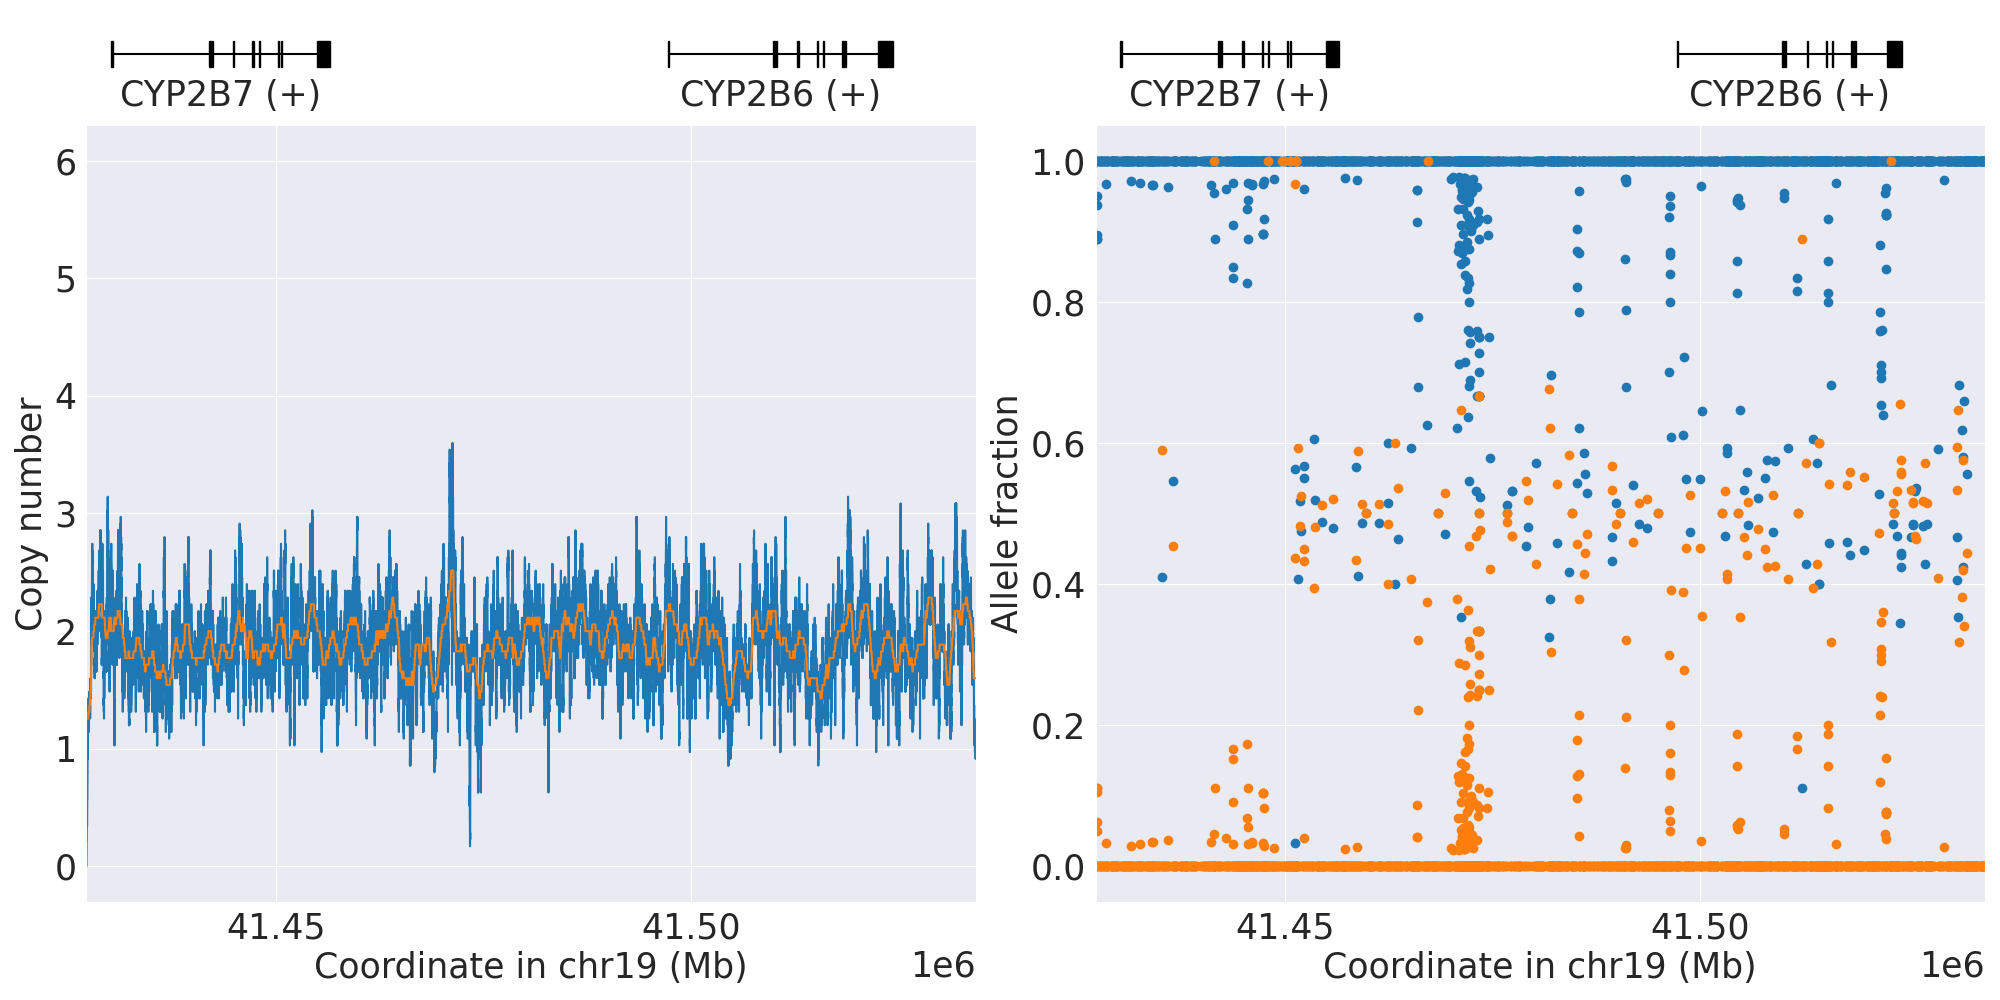 CYP2B7 (+)
CYP2B6 (+)
6
5
4
3
2
1
0
Copy number
41.45
41.50
Coordinate in chr19 (Mb)
1e6
CYP2B7 (+)
CYP2B6 (+)
1.0
0.8
0.6
0.4
0.2
0.0
Allele fraction
41.45
41.50
Coordinate in chr19 (Mb)
1e6